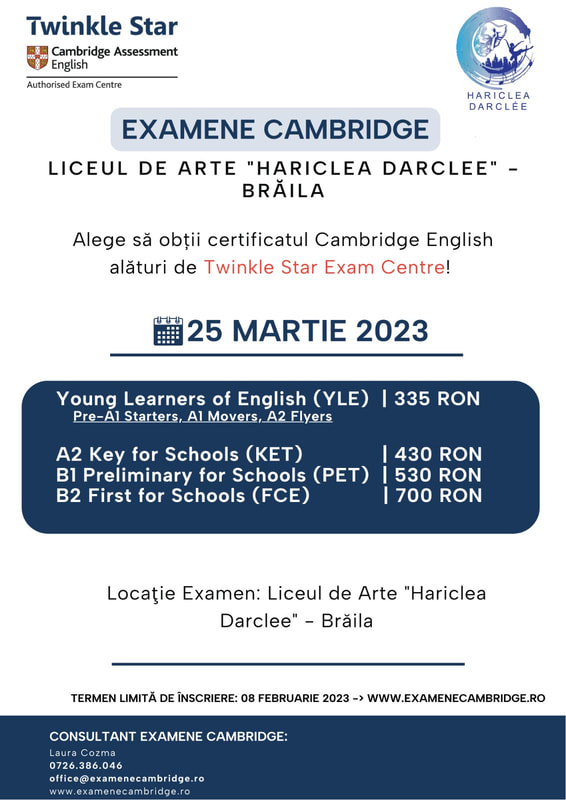 Twinkle Star
Cambridge Assessment
English
Authorised Exam Centre
HARICLEA
DARCLÉE
EXAMENE CAMBRIDGE
LICEUL DE ARTE "HARICLEA DARCLEE" -
BRĂILA
Alege să obții certificatul Cambridge English
alături de Twinkle Star Exam Centre!
25 MARTIE 2023
Young Learners of English (YLE) | 335 RON
Pre-A1 Starters, A1 Movers, A2 Flyers
A2 Key for Schools (KET) | 430 RON
B1 Preliminary for Schools (PET) | 530 RON
B2 First for Schools (FCE) | 700 RON
Locaţie Examen: Liceul de Arte "Hariclea
Darclee" - Brăila
TERMEN LIMITĂ DE ÎNSCRIERE: 08 FEBRUARIE 2023 -> WWW.EXAMENECAMBRIDGE.RO
CONSULTANT EXAMENE CAMBRIDGE:
Laura Cozma
0726.386.046
office@examenecambridge.ro
www.examenecambridge.ro